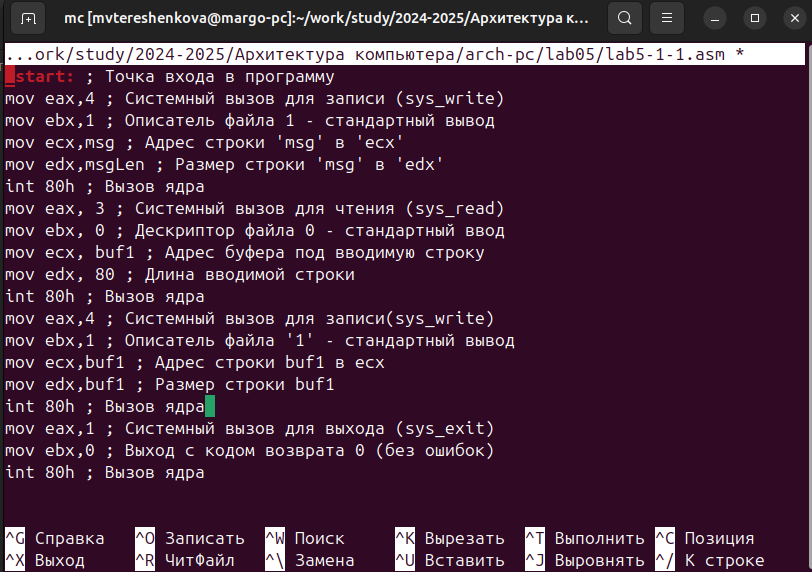 mc [mvtereshenkova@margo-pc]:~/work/study/2024-2025/Архитектура к...
...ork/study/2024-2025/Архитектура компьютера/arch-pc/lab05/lab5-1-1.asm *
_start: ; Точка входа в программу
mov eax,4 ; Системный вызов для записи (sys_write)
mov ebx,1 ; Описатель файла 1 - стандартный вывод
mov ecx,msg ; Адрес строки 'msg' в 'ecx'
mov edx,msgLen ; Размер строки 'msg' в 'edx'
int 80h ; Вызов ядра
mov eax, 3 ; Системный вызов для чтения (sys_read)
mov ebx, 0 ; Дескриптор файла 0 - стандартный ввод
mov ecx, buf1 ; Адрес буфера под вводимую строку
mov edx, 80 ; Длина вводимой строки
int 80h ; Вызов ядра
mov eax,4 ; Системный вызов для записи(sys_write)
mov ebx,1 ; Описатель файла '1' - стандартный вывод
mov ecx,buf1 ; Адрес строки buf1 в ecx
mov edx,buf1 ; Размер строки buf1
int 80h ; Вызов ядра
mov eax,1 ; Системный вызов для выхода (sys_exit)
mov ebx,0 ; Выход с кодом возврата 0 (без ошибок)
int 80h ; Вызов ядра
^G Справка ^O Записать ^W Поиск ^K Вырезать ^T Выполнить ^C Позиция
^X Выход ^R ЧитФайл ^\ Замена ^U Вставить ^J Выровнять ^/ К строке